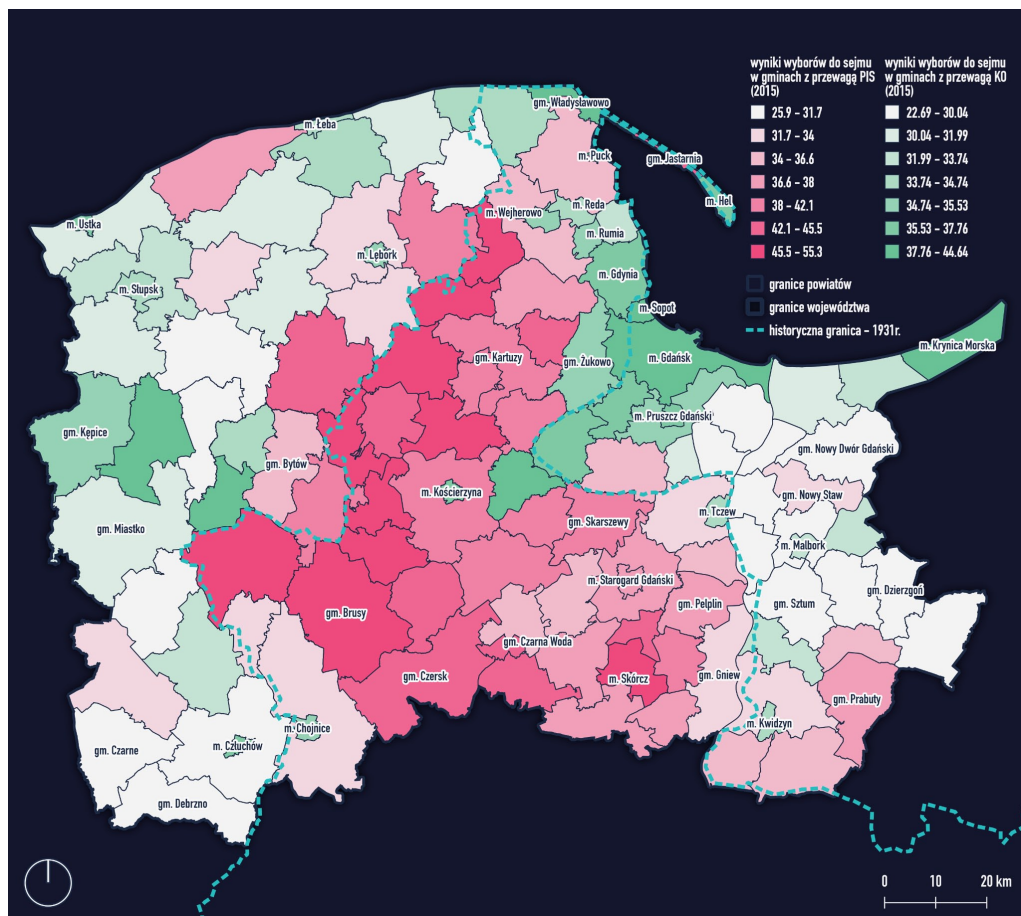 wyniki wyborów do sejmu
w gminach z przewagą PIS
(2015)
25.9 – 31.7
31.7 – 34
34 – 36.6
36.6 – 38
38 – 42.1
42.1 – 45.5
45.5 – 55.3
wyniki wyborów do sejmu
w gminach z przewagą KO
(2015)
22.69 – 30.04
30.04 – 31.99
31.99 – 33.74
33.74 – 34.74
34.74 – 35.53
35.53 – 37.76
37.76 – 44.64
granice powiatów
granice województwa
historyczna granica – 1931r.
gm. Władysławowo
m. Łeba
m. Puck
gm. Jastarnia
m. Hel
m. Reda
m. Wejherowo
m. Ustka
m. Rumia
m. Lębork
m. Gdynia
m. Słupsk
m. Sopot
m. Krynica Morska
gm. Kartuzy
gm. Żukowo
m. Gdańsk
m. Pruszcz Gdański
gm. Kępice
gm. Nowy Dwór Gdański
gm. Bytów
m. Kościerzyna
gm. Nowy Staw
m. Tczew
gm. Skarszewy
gm. Miastko
m. Malbork
m. Starogard Gdański
gm. Dzierzgoń
gm. Pelplin
gm. Sztum
gm. Brusy
gm. Czarna Woda
gm. Czersk
m. Skórcz
gm. Gniew
gm. Prabuty
m. Kwidzyn
m. Chojnice
gm. Czarne
m. Człuchów
gm. Debrzno
0 10 20 km